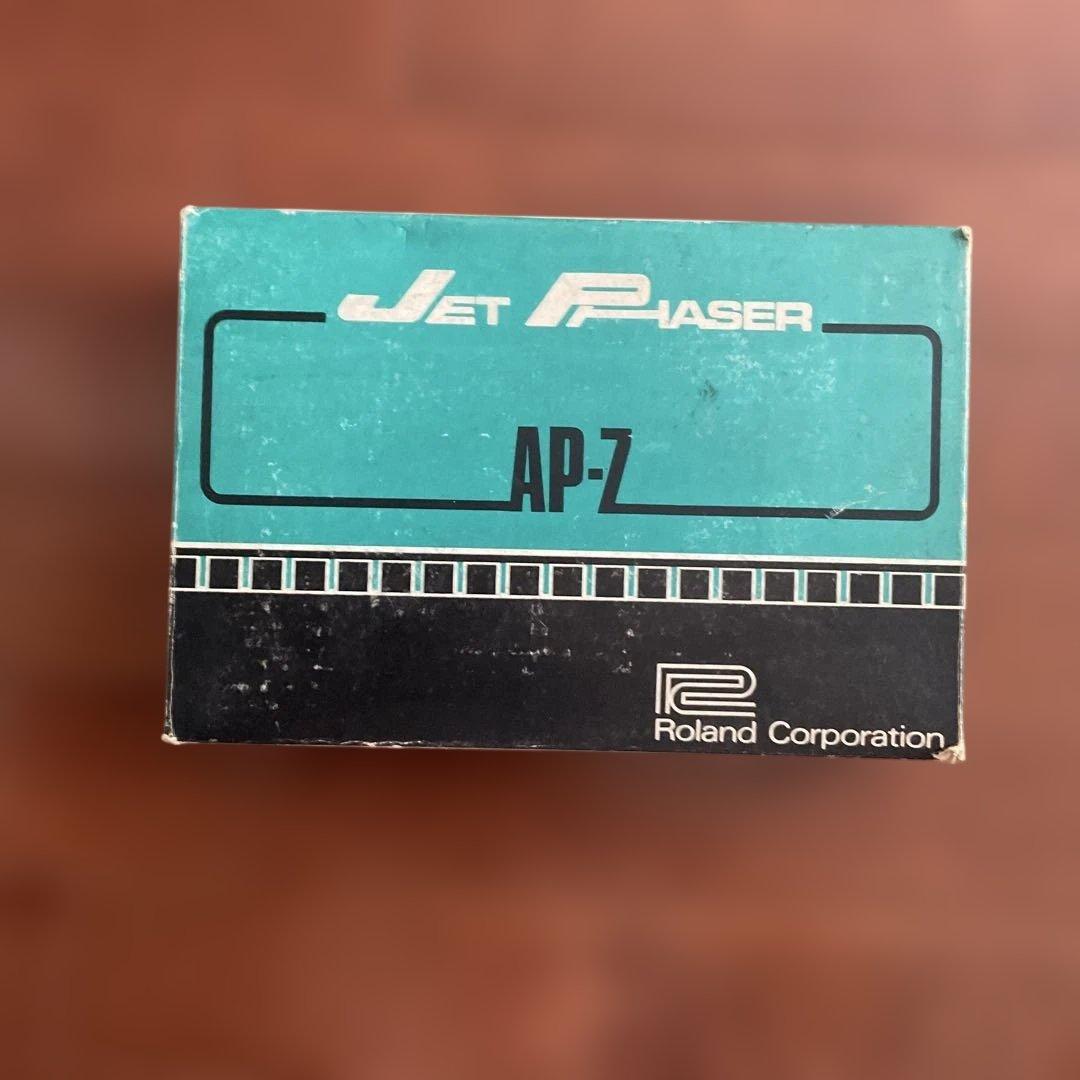 JET PHASER
AP-7
Roland Corporation